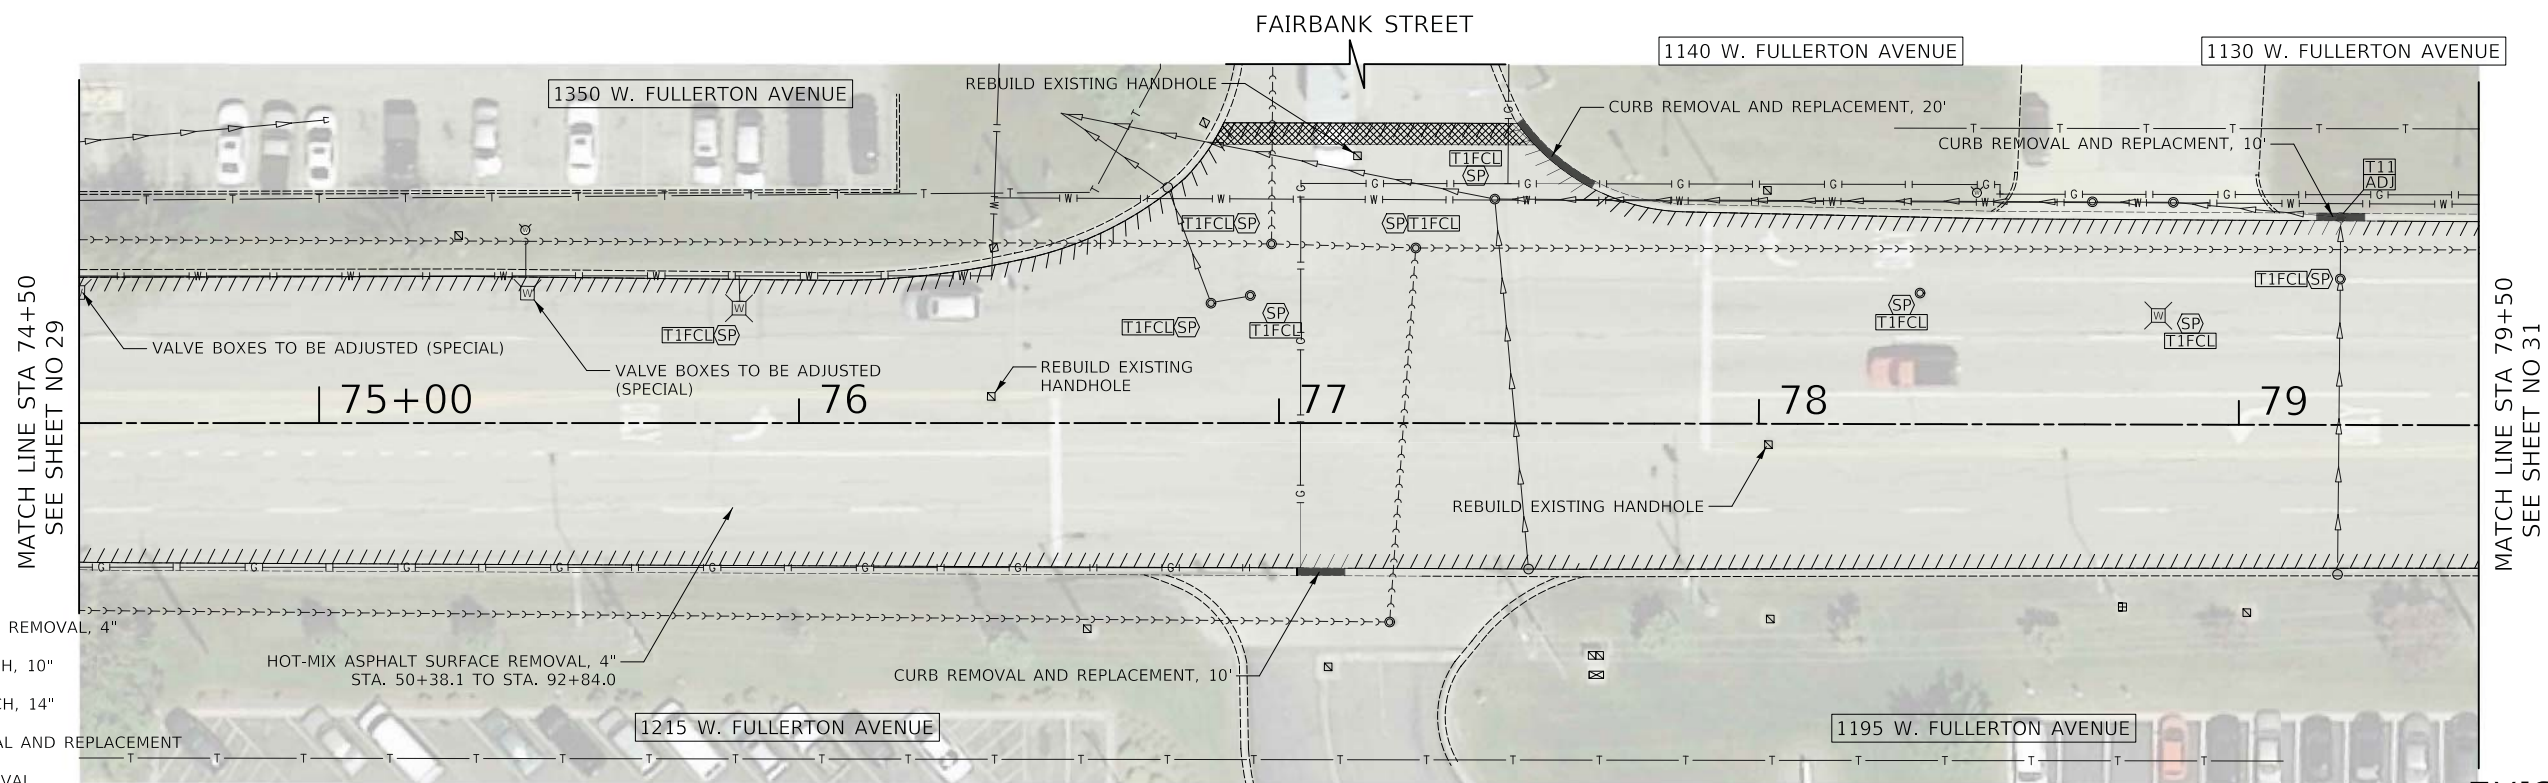 FAIRBANK STREET
1140 W. FULLERTON AVENUE
1130 W. FULLERTON AVENUE
REBUILD EXISTING HANDHOLE
1350 W. FULLERTON AVENUE
CURB REMOVAL AND REPLACEMENT, 20'
CURB REMOVAL AND REPLACMENT, 10'
T1FCL
SP
T11
ADJ
T1FCL SP
SP T1FCL
T1FCL SP
T1FCL SP
SP
T1FCL
SP
T1FCL
T1FCL SP
SP
T1FCL
MATCH LINE STA 74+50
SEE SHEET NO 29
VALVE BOXES TO BE ADJUSTED (SPECIAL)
VALVE BOXES TO BE ADJUSTED
(SPECIAL)
REBUILD EXISTING
HANDHOLE
75+00
76
77
78
79
MATCH LINE STA 79+50
SEE SHEET NO 31
REBUILD EXISTING HANDHOLE
REMOVAL, 4"
H, 10"
CH, 14"
AL AND REPLACEMENT
VAL
HOT-MIX ASPHALT SURFACE REMOVAL, 4"
STA. 50+38.1 TO STA. 92+84.0
CURB REMOVAL AND REPLACEMENT, 10'
1215 W. FULLERTON AVENUE
1195 W. FULLERTON AVENUE